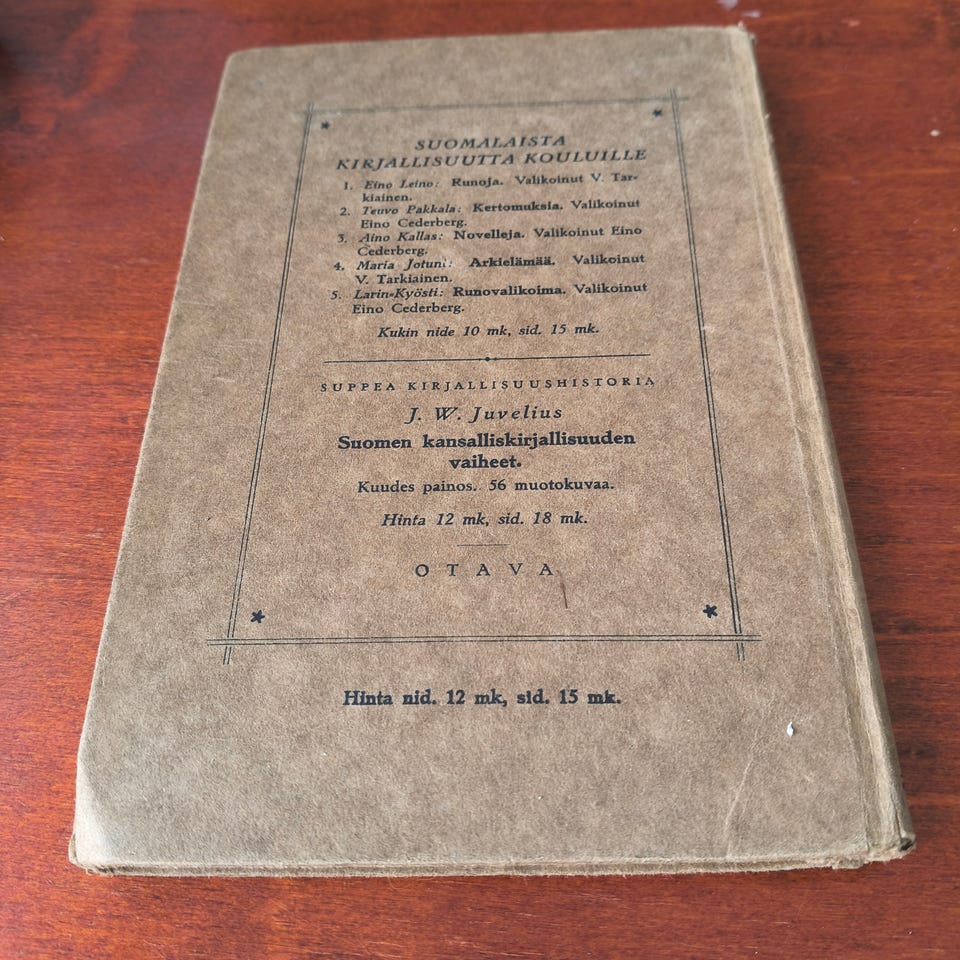 SUOMALAISTA
KIRJALLISUUTTA KOULUILLE
1. Eino Leino: Runoja. Valikoinut V. Tar-
kiainen.
2. Teuvo Pakkala: Kertomuksia. Valikoinut
Eino Cederberg.
3. Aino Kallas: Novelleja. Valikoinut Eino
Cederberg.
4. Maria Jotuni: Arkielämää. Valikoinut
V. Tarkiainen.
5. Larin-Kyösti: Runovalikoima. Valikoinut
Eino Cederberg.
Kukin nide 10 mk, sid. 15 mk.
SUPPEA KIRJALLISUUSHISTORIA
J. W. Juvelius
Suomen kansalliskirjallisuuden
vaiheet.
Kuudes painos. 56 muotokuvaa.
Hinta 12 mk, sid. 18 mk.
OTAVA
Hinta nid. 12 mk, sid. 15 mk.